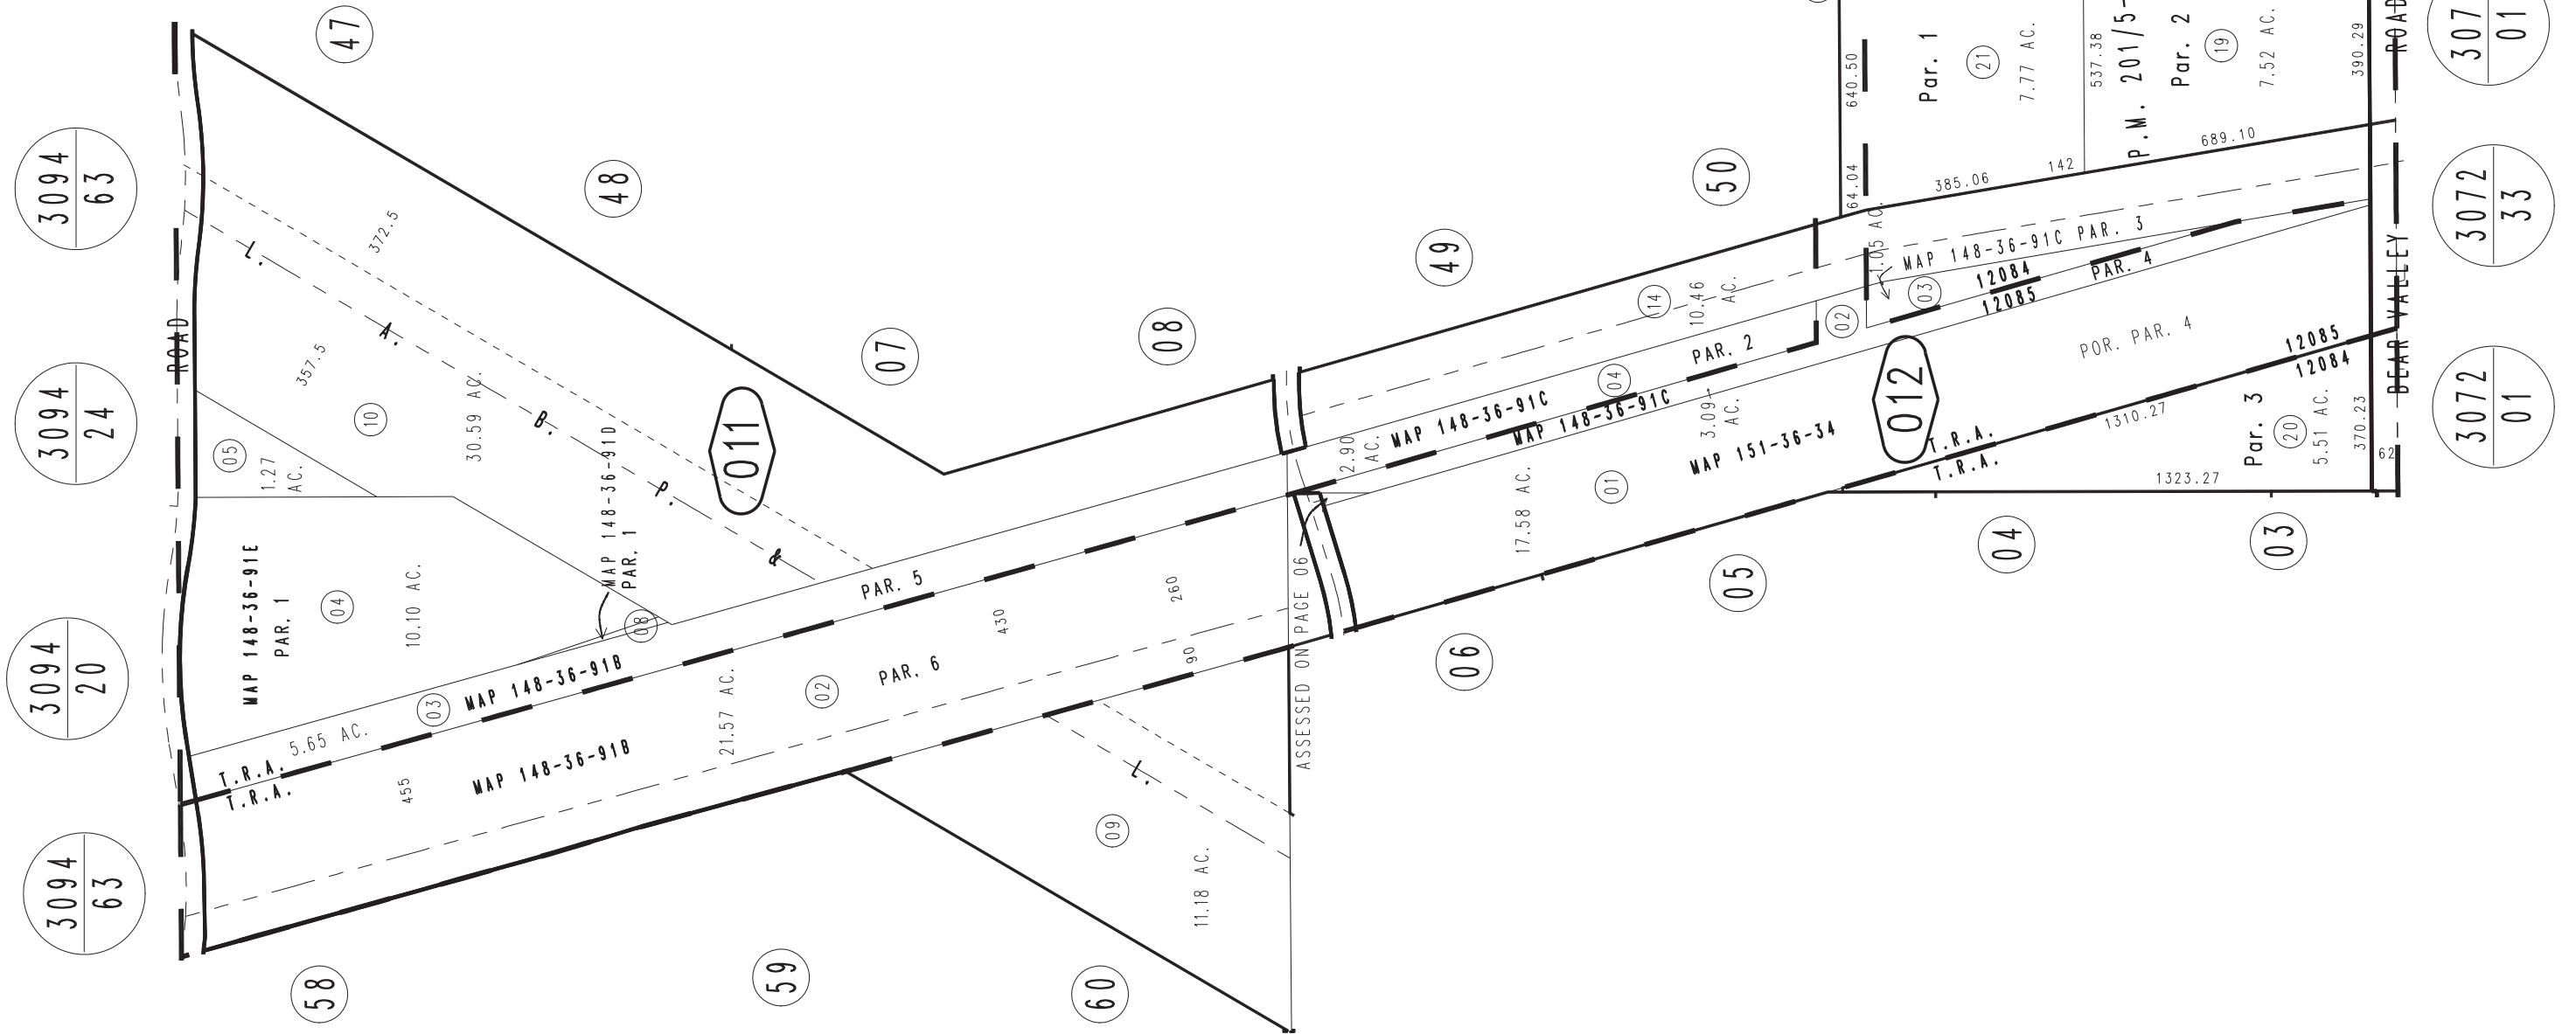 47
3094
63
48
372.5
L.
ROAD
A.
357.5
10
30.59 AC.
B.
3094
24
05
1.27
AC.
MAP 148-36-91D
PAR. 1
P.
011
&
07
08
MAP 148-36-91E
PAR. 1
04
10.10 AC.
08
PAR. 5
3094
20
03
MAP 148-36-91B
5.65 AC.
T.R.A.
T.R.A.
455
MAP 148-36-91B
21.57 AC.
02
PAR. 6
430
260
90
L.
09
11.18 AC.
ASSESSED ON PAGE 06
3094
63
58
59
60
49
50
14
10.46
AC.
2.90
AC.
MAP 148-36-91C
04
PAR. 2
MAP 148-36-91C
3.09
AC.
02
1.05 AC.
MAP 148-36-91C PAR. 3
03
12084
12085
PAR. 4
012
17.58 AC.
01
MAP 151-36-34
POR. PAR. 4
T.R.A.
T.R.A.
12085
12084
1310.27
1323.27
Par. 3
20
5.51 AC.
370.23
62
06
05
04
03
640.50
64.04
Par. 1
21
7.77 AC.
537.38
P.M. 201/5-
Par. 2
19
7.52 AC.
390.29
385.06
142
689.10
BEAR VALLEY ROAD
307
01
3072
33
3072
01